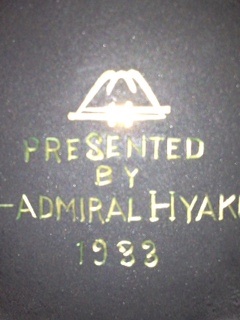 PRESENTED
BY
-ADMIRAL HYAK
1933